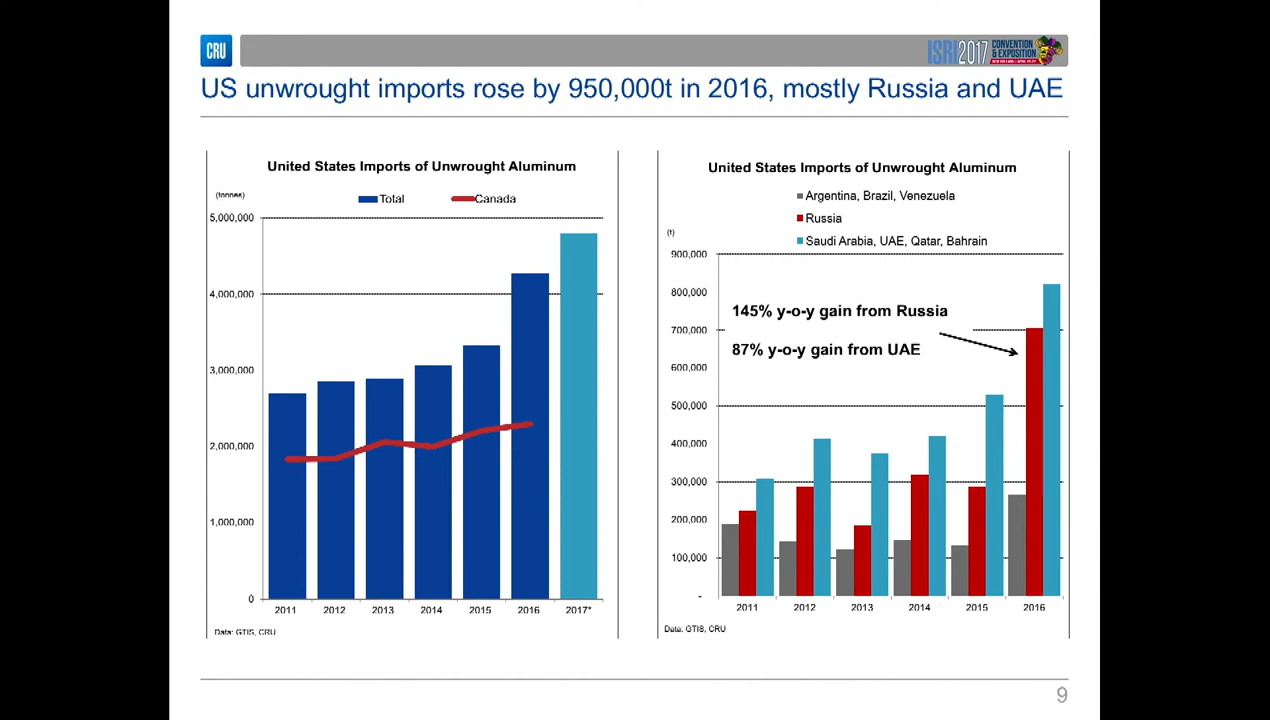 CRU
ISRI2017 CONVENTION & EXPOSITION
US unwrought imports rose by 950,000t in 2016, mostly Russia and UAE
United States Imports of Unwrought Aluminum
(tonnes)
Total
Canada
5,000,000
4,000,000
3,000,000
2,000,000
1,000,000
0
2011 2012 2013 2014 2015 2016 2017*
Data: GTIS, CRU
United States Imports of Unwrought Aluminum
Argentina, Brazil, Venezuela
Russia
Saudi Arabia, UAE, Qatar, Bahrain
(t)
900,000
800,000
700,000
600,000
500,000
400,000
300,000
200,000
100,000
-
145% y-o-y gain from Russia
87% y-o-y gain from UAE
2011 2012 2013 2014 2015 2016
Data: GTIS, CRU
9